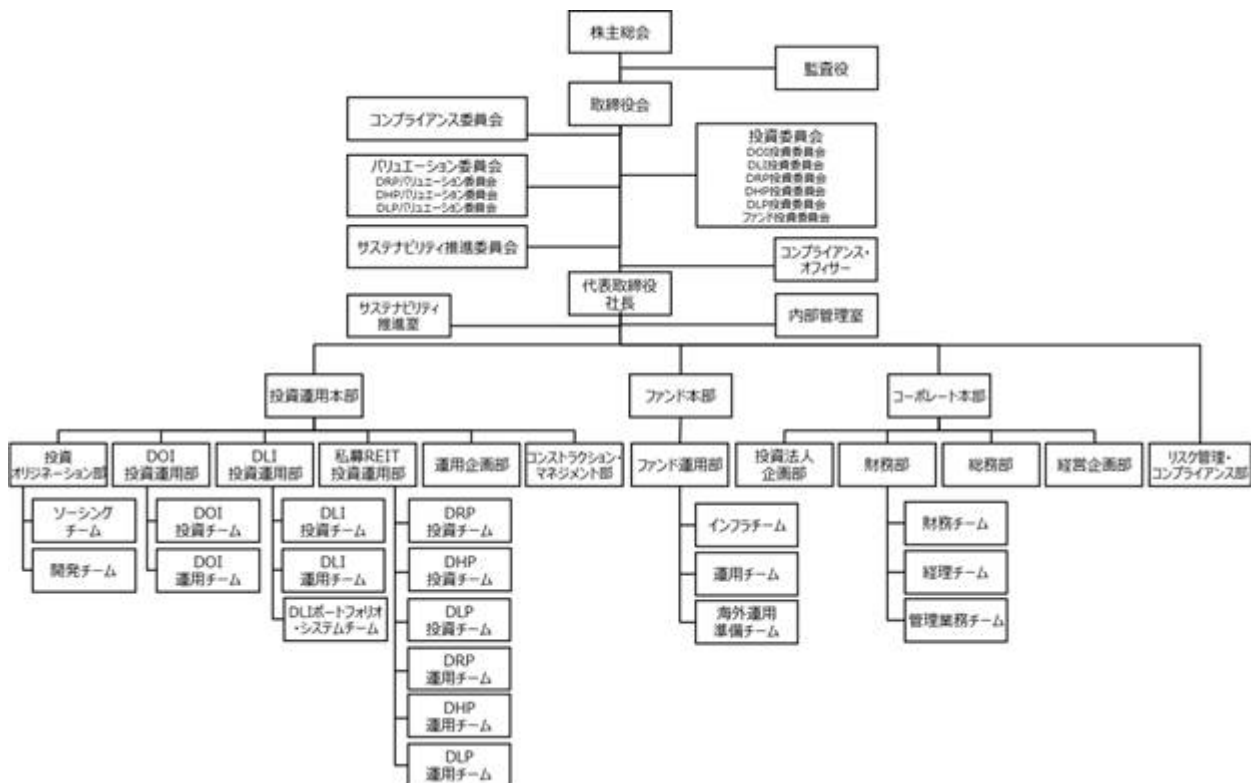 株主総会
監査役
取締役会
コンプライアンス委員会
投資委員会
DOI投資委員会
DLI投資委員会
DRP投資委員会
DHP投資委員会
DLP投資委員会
ファンド投資委員会
バリュエーション委員会
DRPバリュエーション委員会
DHPバリュエーション委員会
DLPバリュエーション委員会
サステナビリティ推進委員会
コンプライアンス・
オフィサー
代表取締役
社長
サステナビリティ
推進室
内部管理室
投資運用本部
ファンド本部
コーポレート本部
投資
オリジネーション部
DOI
投資運用部
DLI
投資運用部
私募REIT
投資運用部
運用企画部
コンストラクション・
マネジメント部
ファンド運用部
投資法人
企画部
財務部
総務部
経営企画部
リスク管理・
コンプライアンス部
ソーシング
チーム
開発チーム
DOI
投資チーム
DOI
運用チーム
DLI
投資チーム
DLI
運用チーム
DLIポートフォリオ
・システムチーム
DRP
投資チーム
DHP
投資チーム
DLP
投資チーム
DRP
運用チーム
DHP
運用チーム
DLP
運用チーム
インフラチーム
運用チーム
海外運用
準備チーム
財務チーム
経理チーム
管理業務チーム